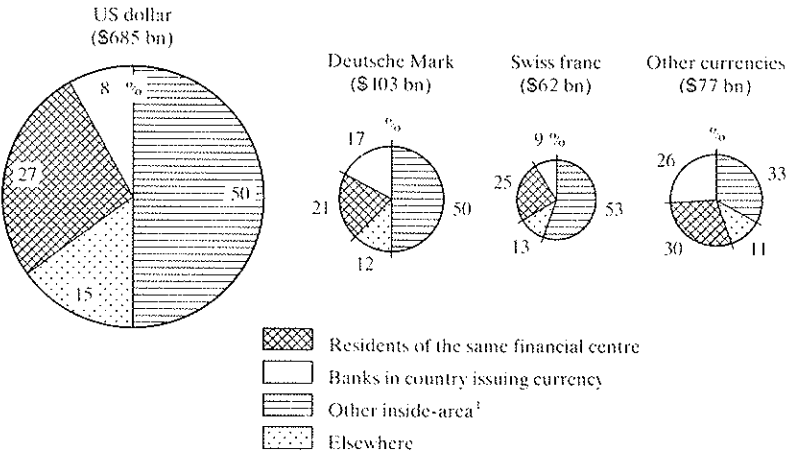 US dollar
($685 bn)
8 %
27
50
15
Deutsche Mark
($103 bn)
%
17
21
50
12
Swiss franc
($62 bn)
9 %
25
53
13
Other currencies
($77 bn)
%
26
33
30
11
Residents of the same financial centre
Banks in country issuing currency
Other inside-area¹
Elsewhere